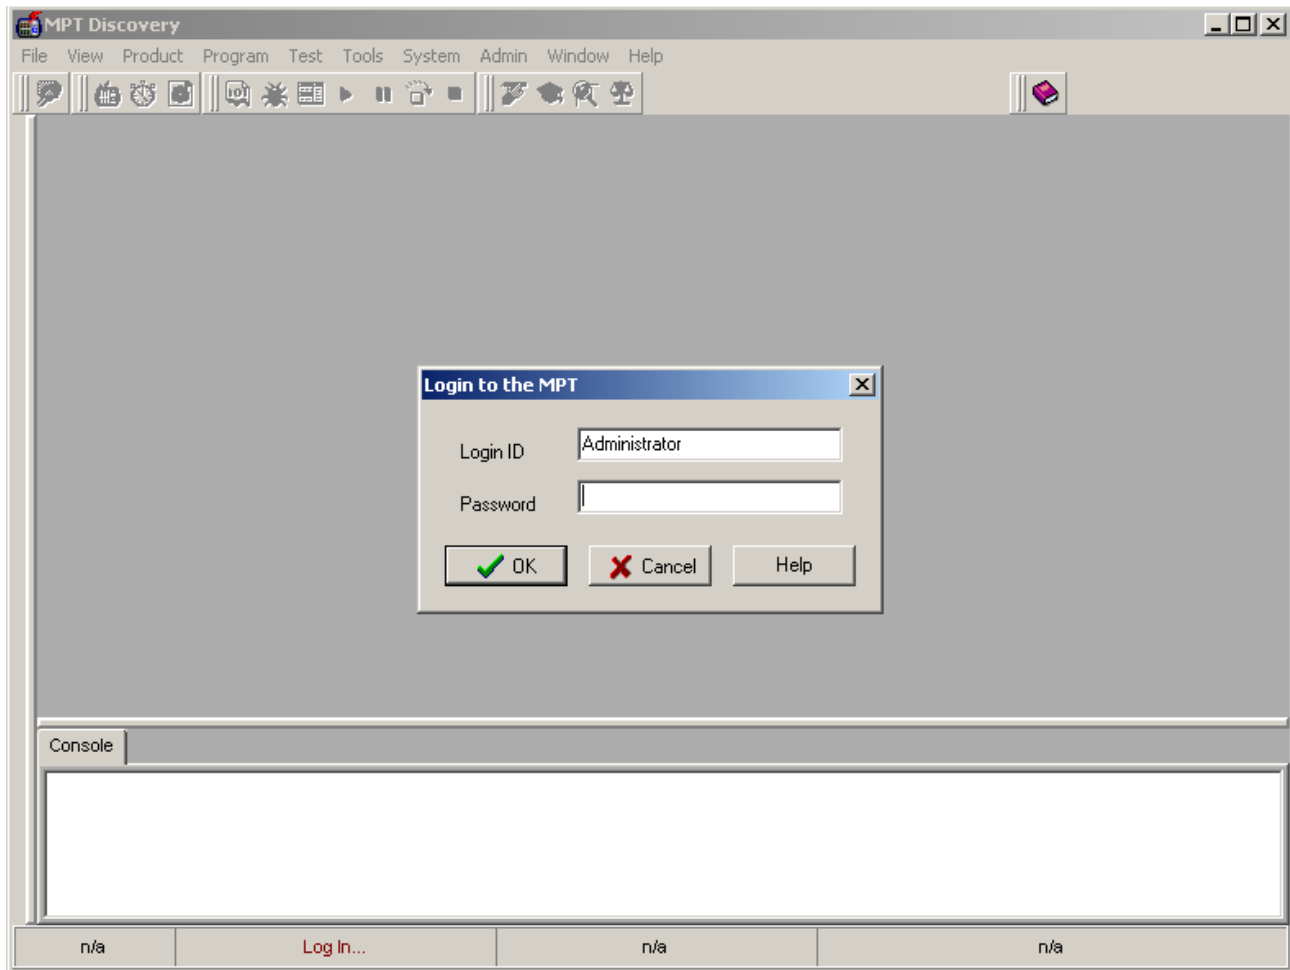 MPT Discovery
File View Product Program Test Tools System Admin Window Help
Login to the MPT
Login ID Administrator
Password
OK Cancel Help
Console
n/a Log In... n/a n/a